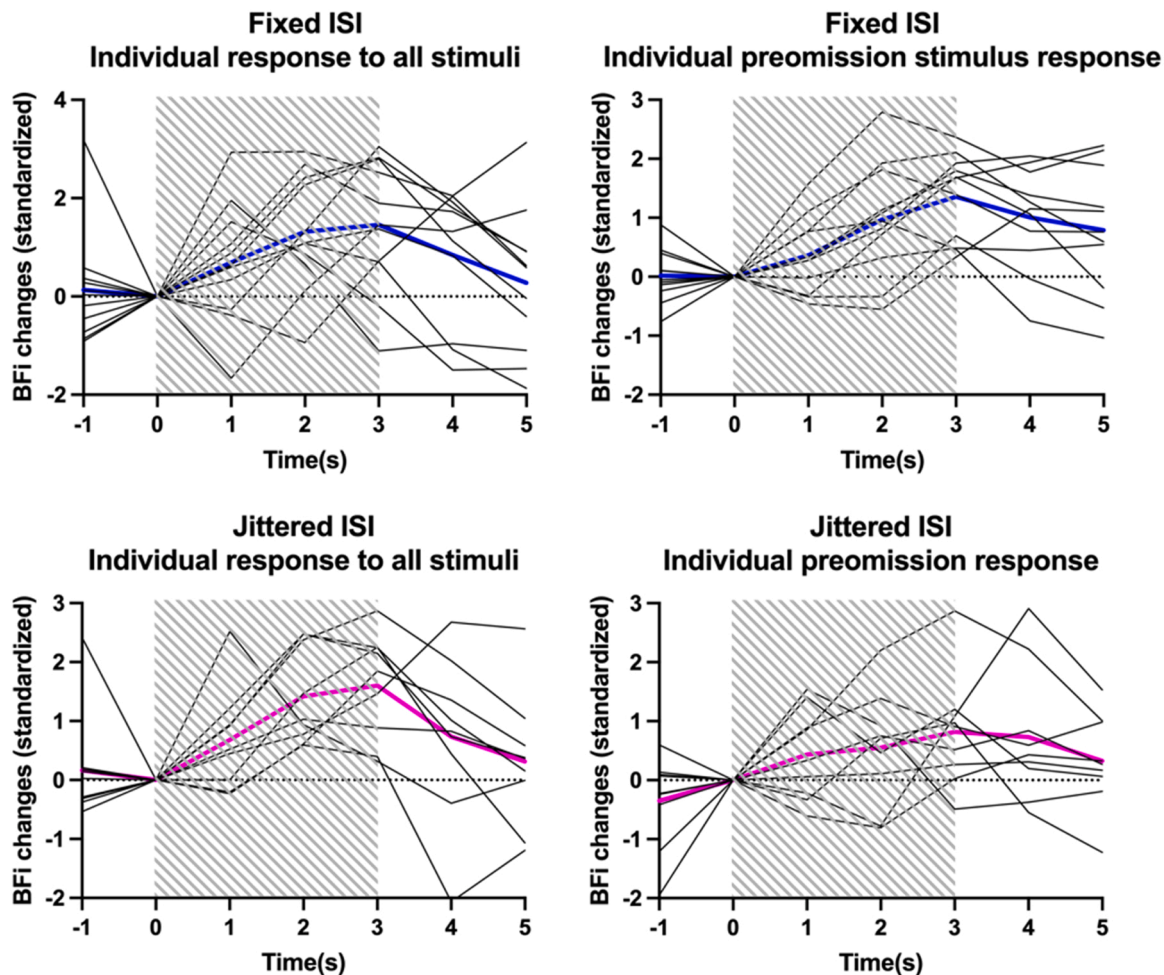 Fixed ISI
Individual response to all stimuli
BFi changes (standardized)
4
2
0
-2
-1 0 1 2 3 4 5
Time(s)
Fixed ISI
Individual preomission stimulus response
BFi changes (standardized)
3
2
1
0
-1
-2
-1 0 1 2 3 4 5
Time(s)
Jittered ISI
Individual response to all stimuli
BFi changes (standardized)
3
2
1
0
-1
-2
-1 0 1 2 3 4 5
Time(s)
Jittered ISI
Individual preomission response
BFi changes (standardized)
3
2
1
0
-1
-2
-1 0 1 2 3 4 5
Time(s)